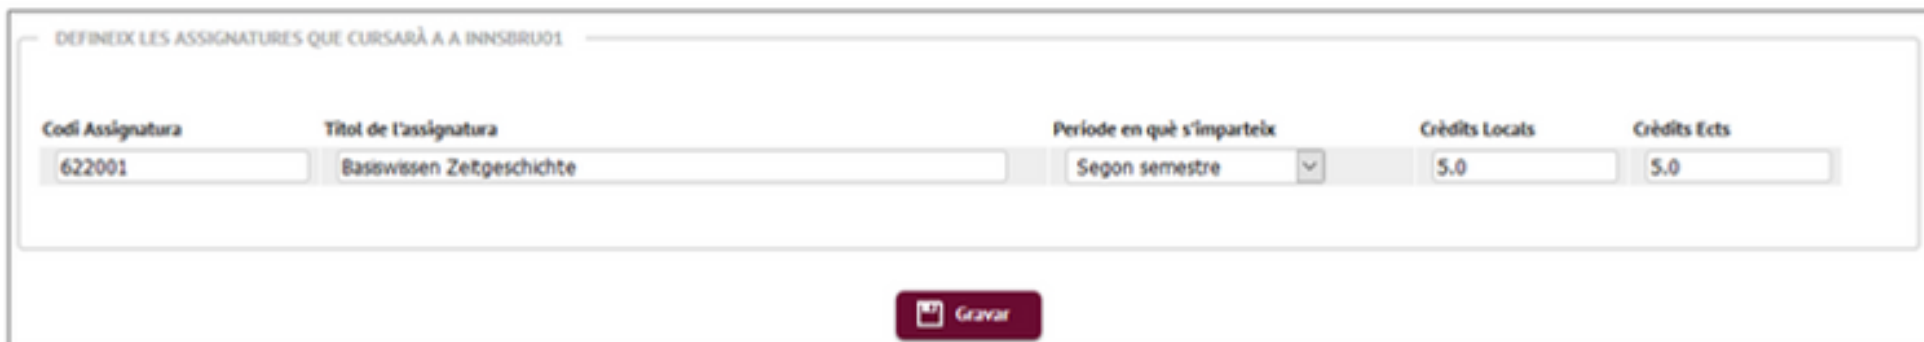 DEFINEIX LES ASSIGNATURES QUE CURSARÀ A A INNSBRU01
Codi Assignatura Títol de l'assignatura Període en què s'imparteix Crèdits Locals Crèdits Ects
622001 Basiswissen Zeitgeschichte Segon semestre 5.0 5.0
Gravar